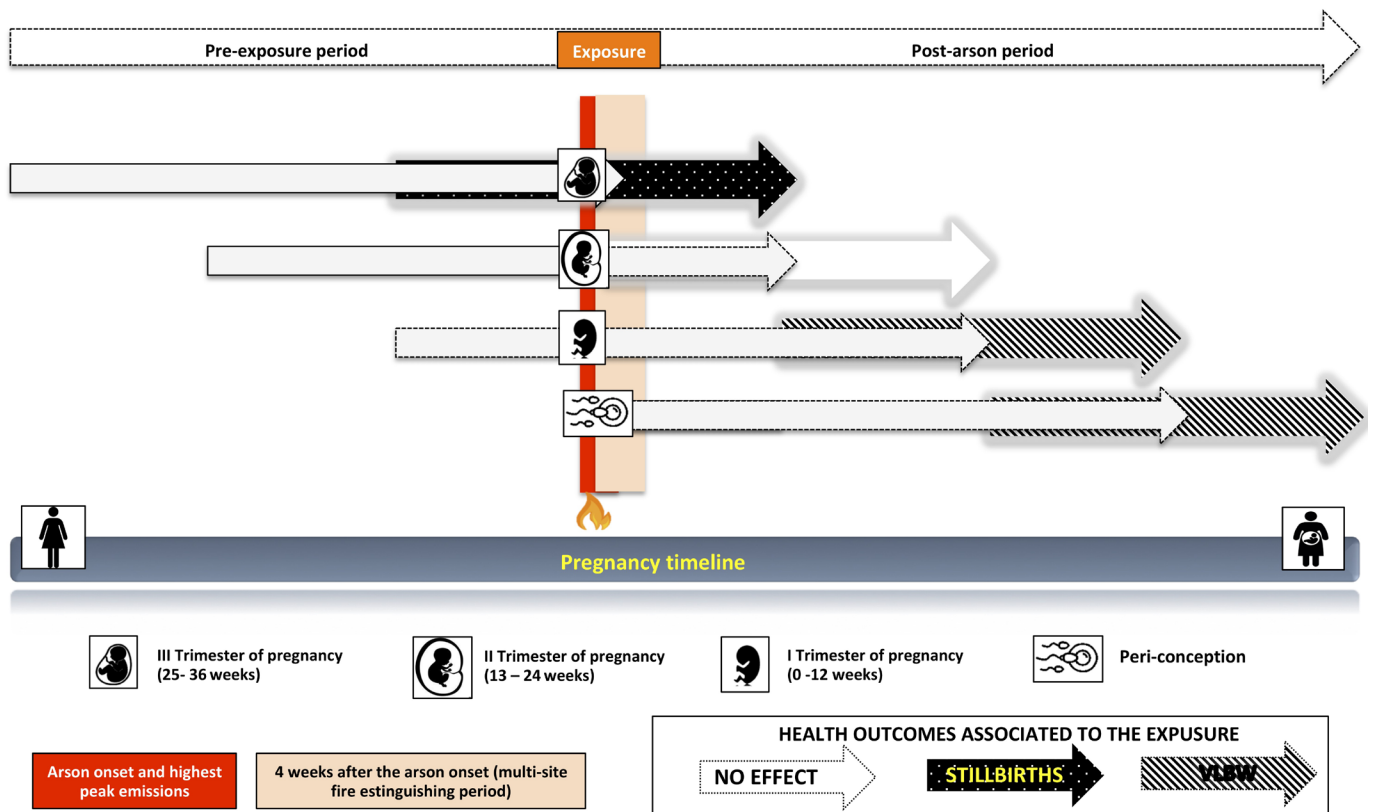 Pre-exposure period
Exposure
Post-arson period
Pregnancy timeline
III Trimester of pregnancy
(25- 36 weeks)
II Trimester of pregnancy
(13 – 24 weeks)
I Trimester of pregnancy
(0 -12 weeks)
Peri-conception
Arson onset and highest
peak emissions
4 weeks after the arson onset (multi-site
fire estinguishing period)
HEALTH OUTCOMES ASSOCIATED TO THE EXPUSURE
NO EFFECT
STILLBIRTHS
VLBW